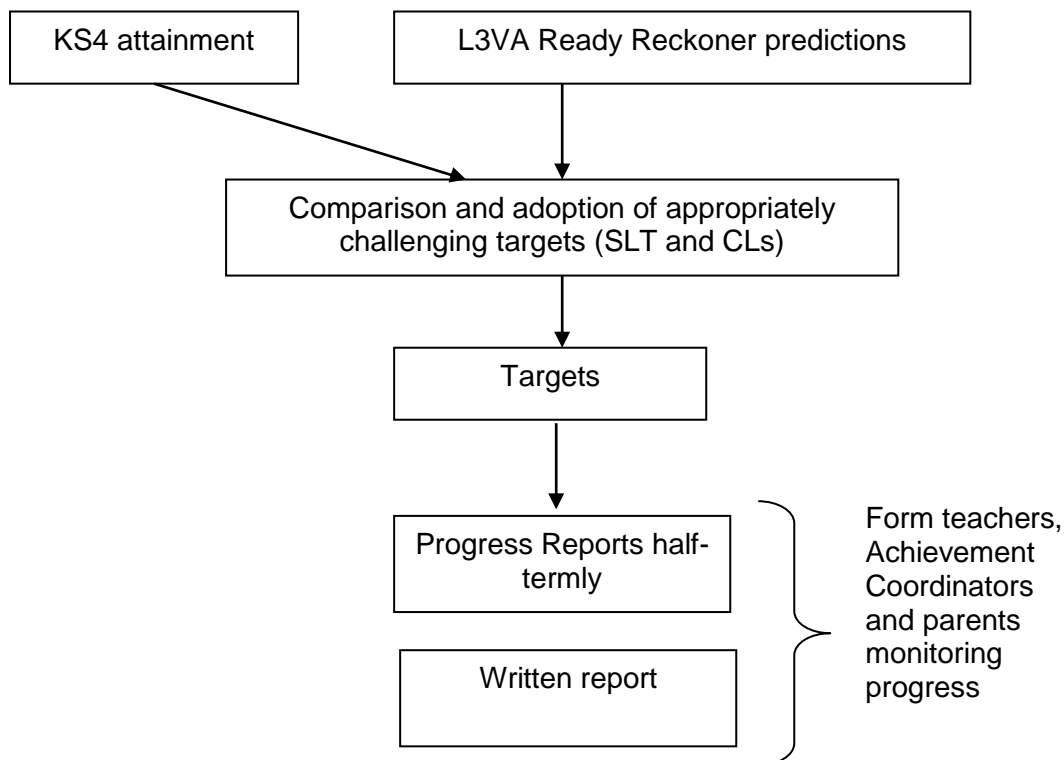 KS4 attainment
L3VA Ready Reckoner predictions
Comparison and adoption of appropriately
challenging targets (SLT and CLs)
Targets
Progress Reports half-
termly
Written report
Form teachers,
Achievement
Coordinators
and parents
monitoring
progress